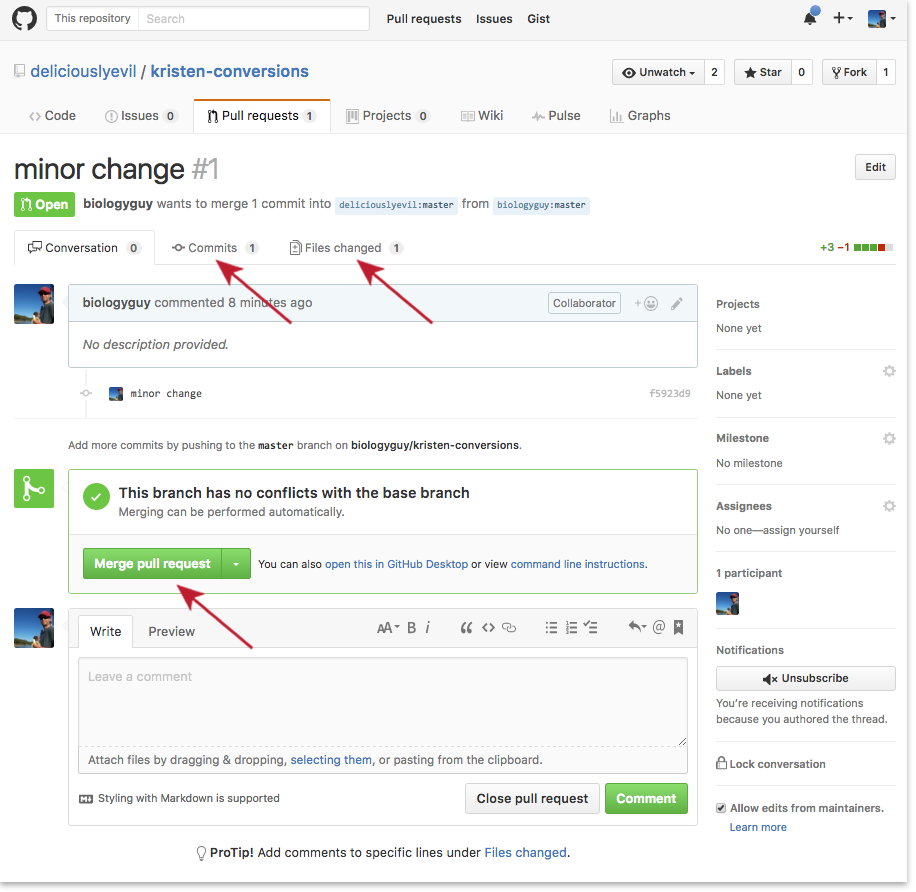 This repository Search Pull requests Issues Gist
deliciouslyevil / kristen-conversions Unwatch 2 Star 0 Fork 1
Code Issues 0 Pull requests 1 Projects 0 Wiki Pulse Graphs
minor change #1 Edit
Open biologyguy wants to merge 1 commit into deliciouslyevil:master from biologyguy:master
Conversation 0 Commits 1 Files changed 1 +3 −1
biologyguy commented 8 minutes ago Collaborator +
No description provided.
minor change f5923d9
Add more commits by pushing to the master branch on biologyguy/kristen-conversions.
This branch has no conflicts with the base branch
Merging can be performed automatically.
Merge pull request You can also open this in GitHub Desktop or view command line instructions.
Write Preview AA B i “ @
Leave a comment
Attach files by dragging & dropping, selecting them, or pasting from the clipboard.
Styling with Markdown is supported Close pull request Comment
ProTip! Add comments to specific lines under Files changed.
Projects
None yet
Labels
None yet
Milestone
No milestone
Assignees
No one—assign yourself
1 participant
Notifications
Unsubscribe
You’re receiving notifications
because you authored the thread.
Lock conversation
Allow edits from maintainers.
Learn more